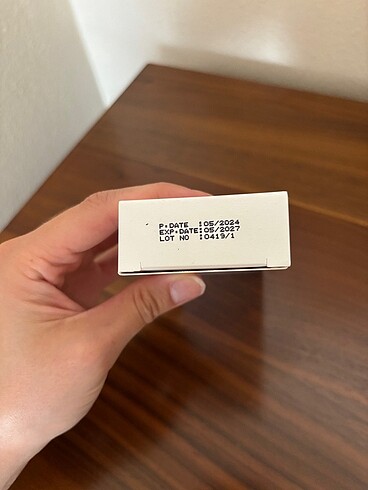 P.DATE :05/2024
EXP.DATE:05/2027
LOT NO :0419/1